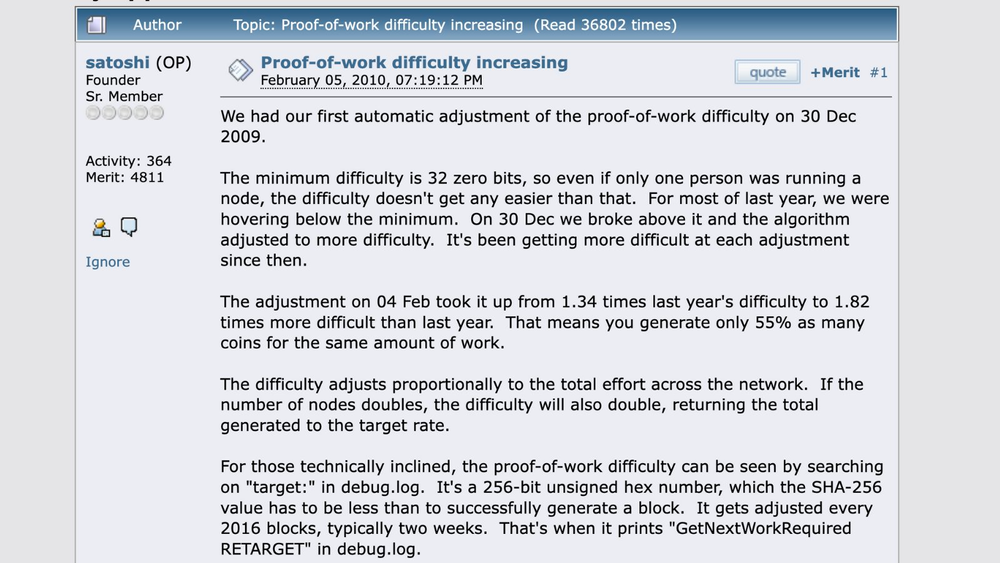 Author Topic: Proof-of-work difficulty increasing (Read 36802 times)
satoshi (OP)
Founder
Sr. Member
Activity: 364
Merit: 4811
Ignore
Proof-of-work difficulty increasing
February 05, 2010, 07:19:12 PM
quote +Merit #1
We had our first automatic adjustment of the proof-of-work difficulty on 30 Dec
2009.
The minimum difficulty is 32 zero bits, so even if only one person was running a
node, the difficulty doesn't get any easier than that.  For most of last year, we were
hovering below the minimum.  On 30 Dec we broke above it and the algorithm
adjusted to more difficulty.  It's been getting more difficult at each adjustment
since then.
The adjustment on 04 Feb took it up from 1.34 times last year's difficulty to 1.82
times more difficult than last year.  That means you generate only 55% as many
coins for the same amount of work.
The difficulty adjusts proportionally to the total effort across the network.  If the
number of nodes doubles, the difficulty will also double, returning the total
generated to the target rate.
For those technically inclined, the proof-of-work difficulty can be seen by searching
on "target:" in debug.log.  It's a 256-bit unsigned hex number, which the SHA-256
value has to be less than to successfully generate a block.  It gets adjusted every
2016 blocks, typically two weeks.  That's when it prints "GetNextWorkRequired
RETARGET" in debug.log.